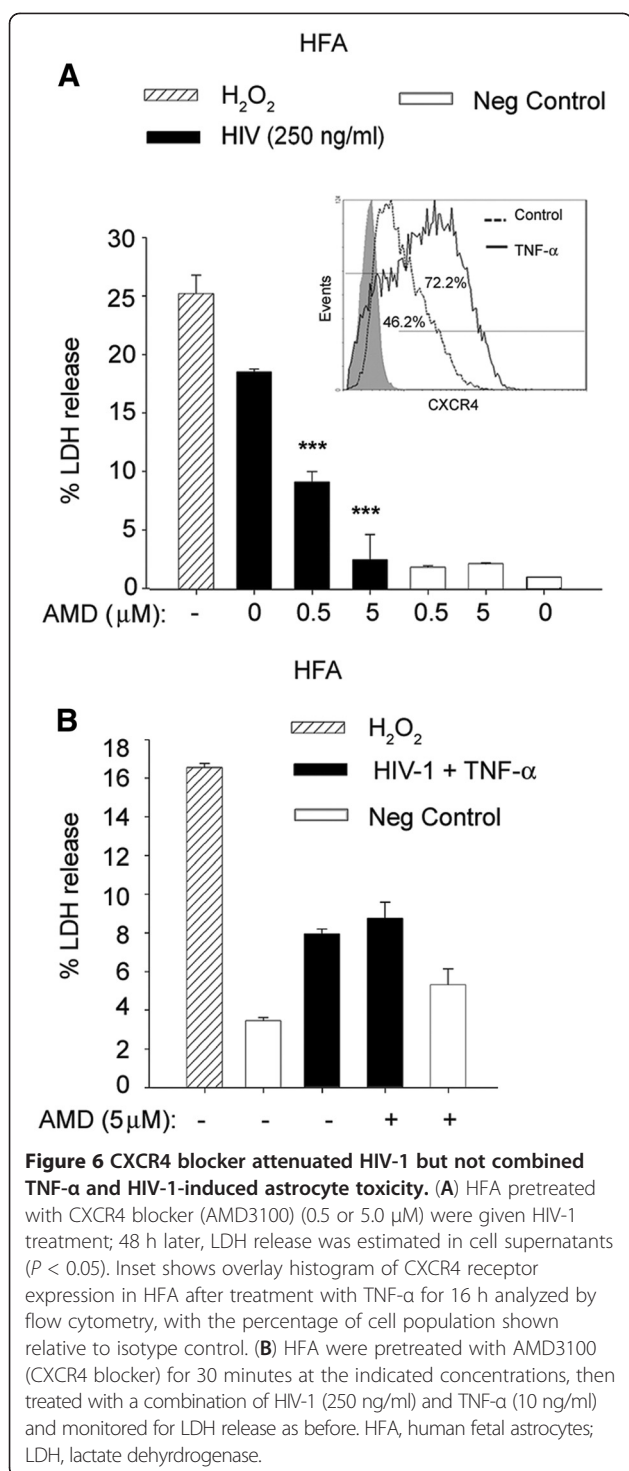 HFA
A
H₂O₂
Neg Control
HIV (250 ng/ml)
30
25
20
15
10
5
0
% LDH release
***
***
Events
Control
TNF-α
72.2%
46.2%
CXCR4
AMD (µM): - 0 0.5 5 0.5 5 0
HFA
B
H₂O₂
HIV-1 + TNF-α
Neg Control
18
16
14
12
10
8
6
4
2
0
% LDH release
AMD (5µM): - - - + +
Figure 6 CXCR4 blocker attenuated HIV-1 but not combined
TNF-α and HIV-1-induced astrocyte toxicity. (A) HFA pretreated
with CXCR4 blocker (AMD3100) (0.5 or 5.0 µM) were given HIV-1
treatment; 48 h later, LDH release was estimated in cell supernatants
(P < 0.05). Inset shows overlay histogram of CXCR4 receptor
expression in HFA after treatment with TNF-α for 16 h analyzed by
flow cytometry, with the percentage of cell population shown
relative to isotype control. (B) HFA were pretreated with AMD3100
(CXCR4 blocker) for 30 minutes at the indicated concentrations, then
treated with a combination of HIV-1 (250 ng/ml) and TNF-α (10 ng/ml)
and monitored for LDH release as before. HFA, human fetal astrocytes;
LDH, lactate dehyrdrogenase.